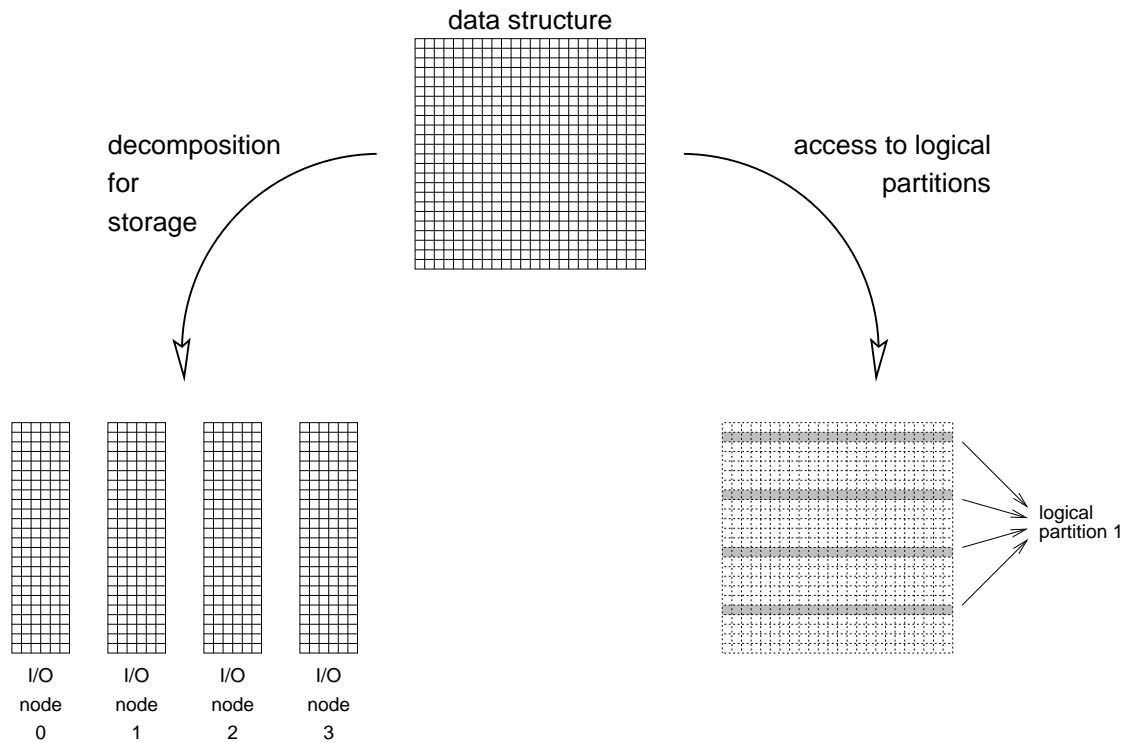 data structure
decomposition
for
storage
access to logical
partitions
logical
partition 1
I/O
node
0
I/O
node
1
I/O
node
2
I/O
node
3